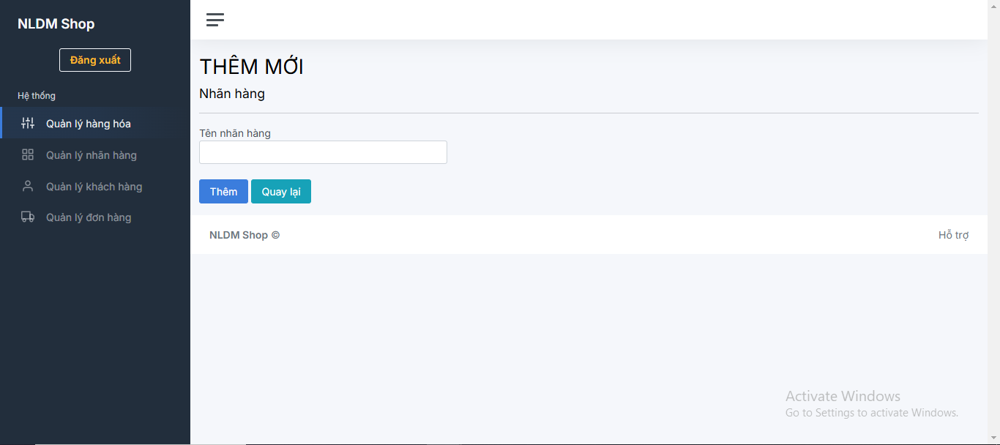 NLDM Shop
Đăng xuất
Hệ thống
Quản lý hàng hóa
Quản lý nhãn hàng
Quản lý khách hàng
Quản lý đơn hàng
THÊM MỚI
Nhãn hàng
Tên nhãn hàng
Thêm Quay lại
NLDM Shop © Hỗ trợ
Activate Windows
Go to Settings to activate Windows.